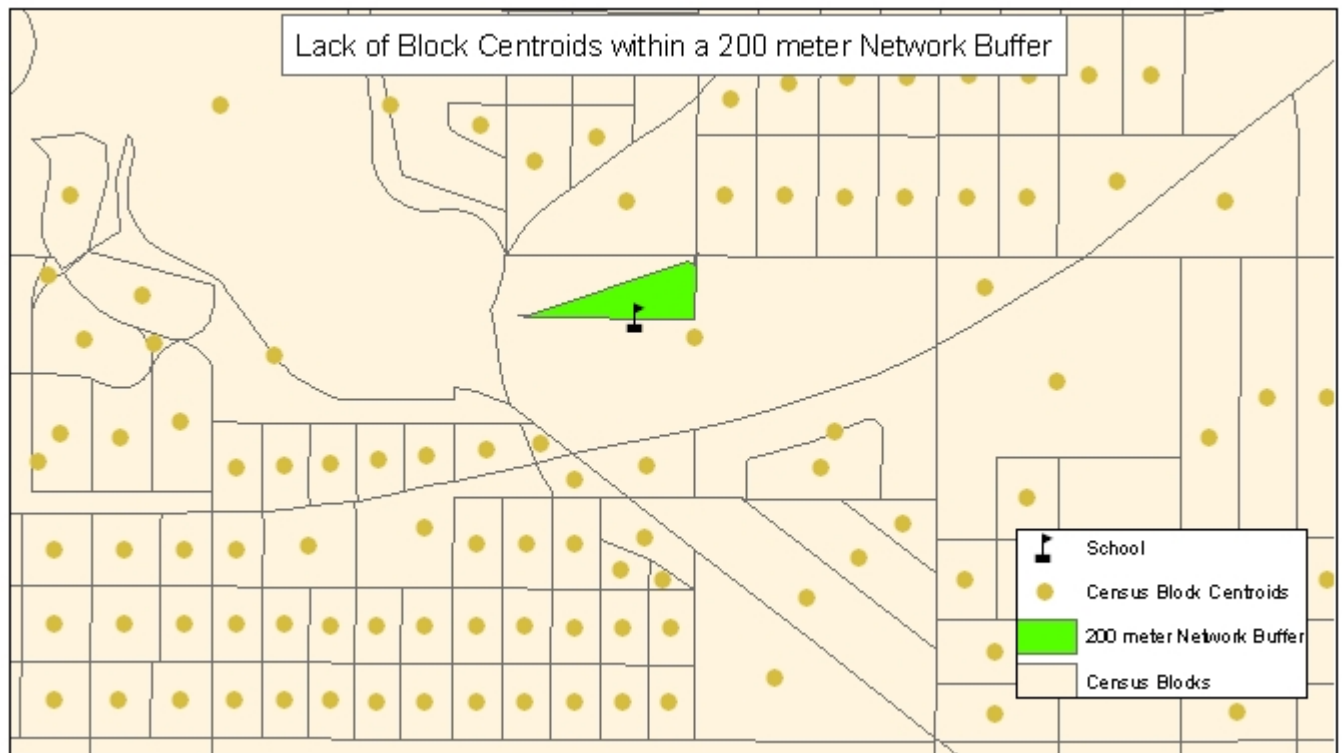 Lack of Block Centroids within a 200 meter Network Buffer
School
Census Block Centroids
200 meter Network Buffer
Census Blocks